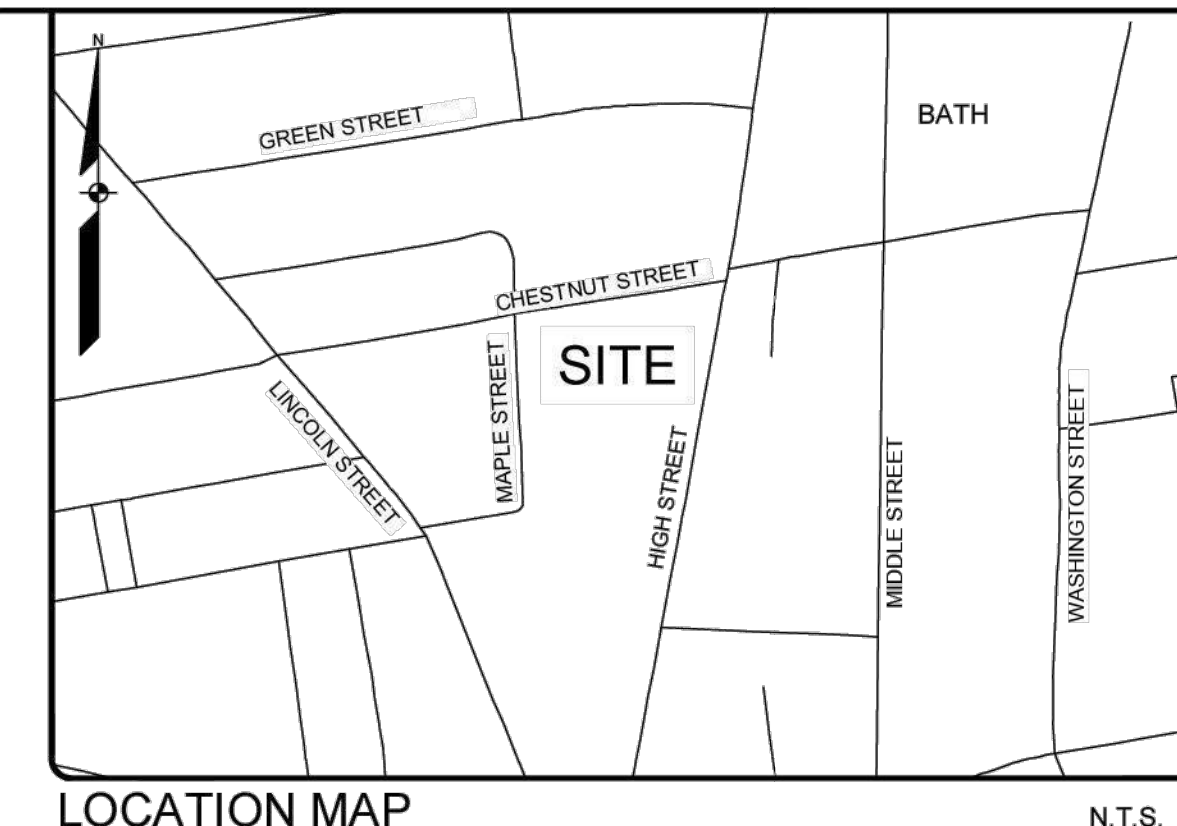 N
GREEN STREET
BATH
CHESTNUT STREET
SITE
MAPLE STREET
LINCOLN STREET
HIGH STREET
MIDDLE STREET
WASHINGTON STREET
LOCATION MAP
N.T.S.